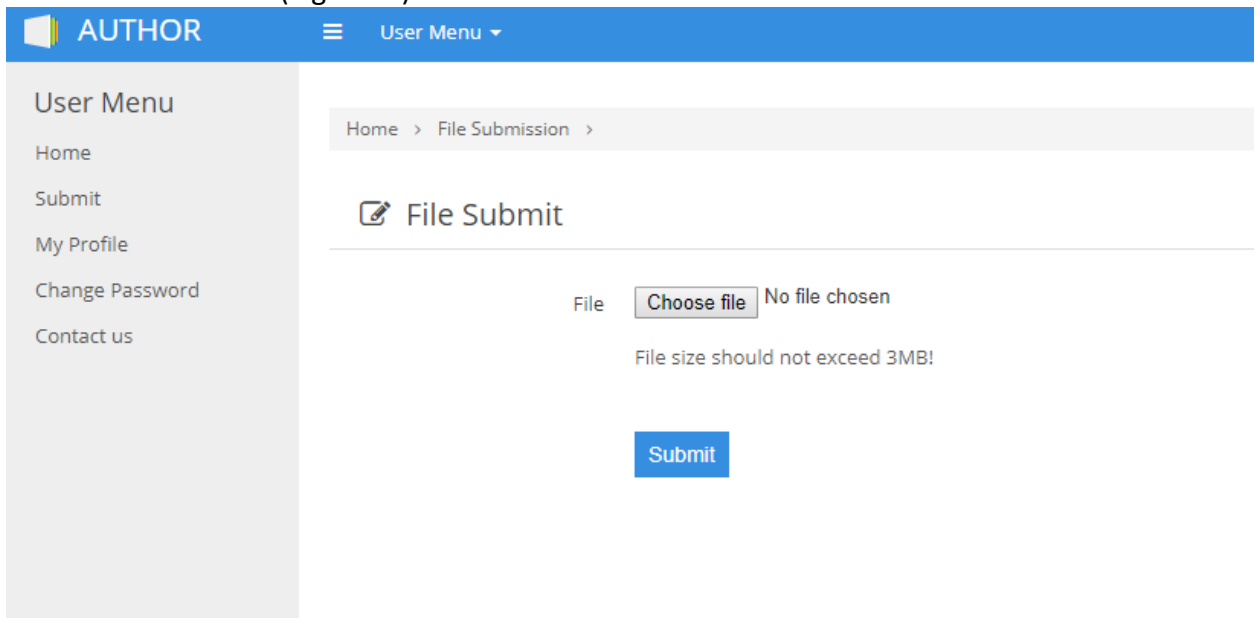 AUTHOR
User Menu
User Menu
Home
Submit
My Profile
Change Password
Contact us
Home > File Submission >
File Submit
File Choose file No file chosen
File size should not exceed 3MB!
Submit